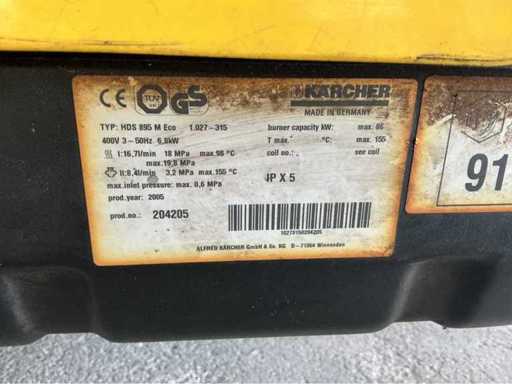 CE TÜV GS
KÄRCHER
MADE IN GERMANY
TYP: HDS 895 M Eco 1.027-315
400V 3~50Hz 6,8kW
I:16,7l/min 18 MPa max.98 °C
max.19,8 MPa
II:8,4l/min 3,2 MPa max.155 °C
max.inlet pressure: max. 0,6 MPa
prod.year: 2005
prod.no.: 204205
burner capacity kW: max. 86
T max.: °C: max. 155
coil no.: see coil
IP X 5
ALFRED KÄRCHER GmbH & Co. KG D-71364 Winnenden
91